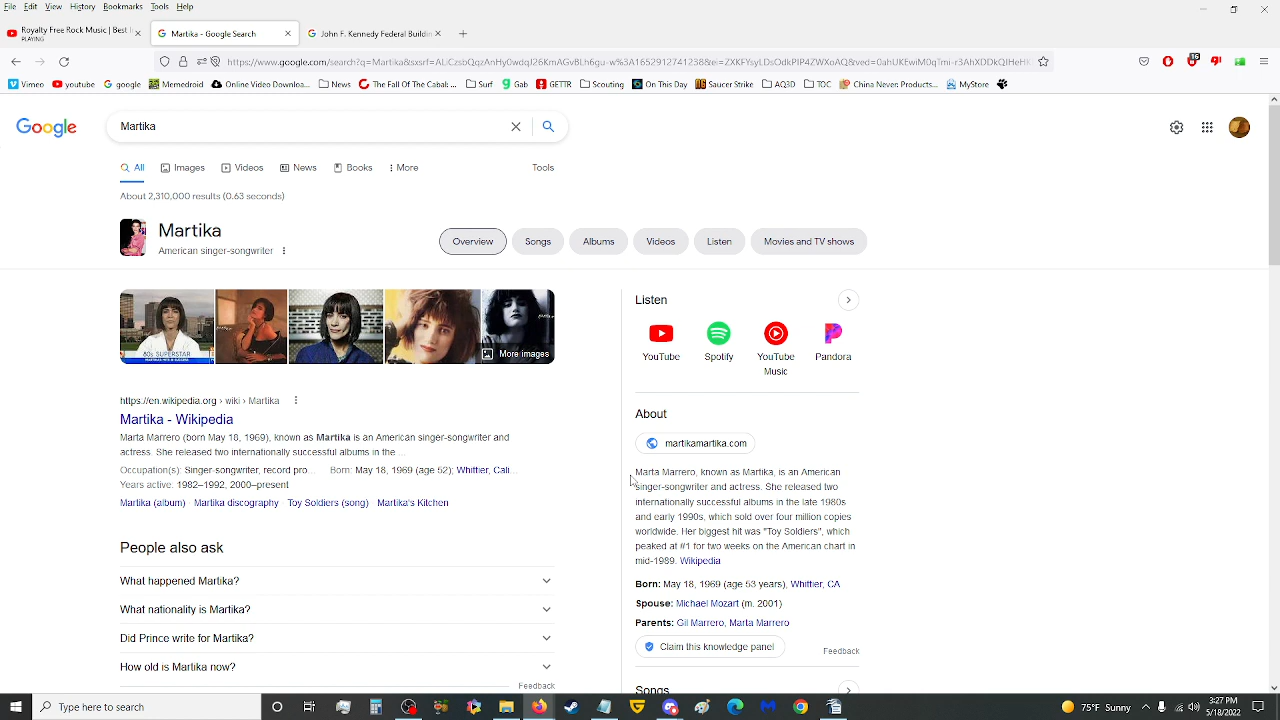 File Edit View History Bookmarks Tools Help
Royalty Free Rock Music | Best
PLAYING
Martika - Google Search
John F. Kennedy Federal Buildin
Vimeo youtube google Memedroid Online Video Downloa... News The Fall Of The Cabal: ... Surf Gab GETTR Scouting On This Day Saucer Strike AQ3D TDC China Never Produc... MyStore
Google
Martika
All Images Videos News Books More Tools
About 2,310,000 results (0.63 seconds)
Martika
American singer-songwriter
Overview Songs Albums Videos Listen Movies and TV shows
80s SUPERSTAR
More images
https://en.wikipedia.org › wiki › Martika
Martika - Wikipedia
Marta Marrero (born May 18, 1969), known as Martika is an American singer-songwriter and
actress. She released two internationally successful albums in the ...
Occupation(s): Singer-songwriter, record pro... Born: May 18, 1969 (age 52); Whittier, Cali...
Years active: 1982–1992, 2000–present
Martika (album) · Martika discography · Toy Soldiers (song) · Martika's Kitchen
People also ask
What happened Martika?
What nationality is Martika?
Did Prince write for Martika?
How old is Martika now?
Feedback
Listen
YouTube Spotify YouTube Music Pandora
About
martikamartika.com
Marta Marrero, known as Martika, is an American
singer-songwriter and actress. She released two
internationally successful albums in the late 1980s
and early 1990s, which sold over four million copies
worldwide. Her biggest hit was "Toy Soldiers", which
peaked at #1 for two weeks on the American chart in
mid-1989. Wikipedia
Born: May 18, 1969 (age 53 years), Whittier, CA
Spouse: Michael Mozart (m. 2001)
Parents: Gil Marrero, Marta Marrero
Claim this knowledge panel
Feedback
Songs
Type here to search
75°F Sunny
3:27 PM
5/18/2022